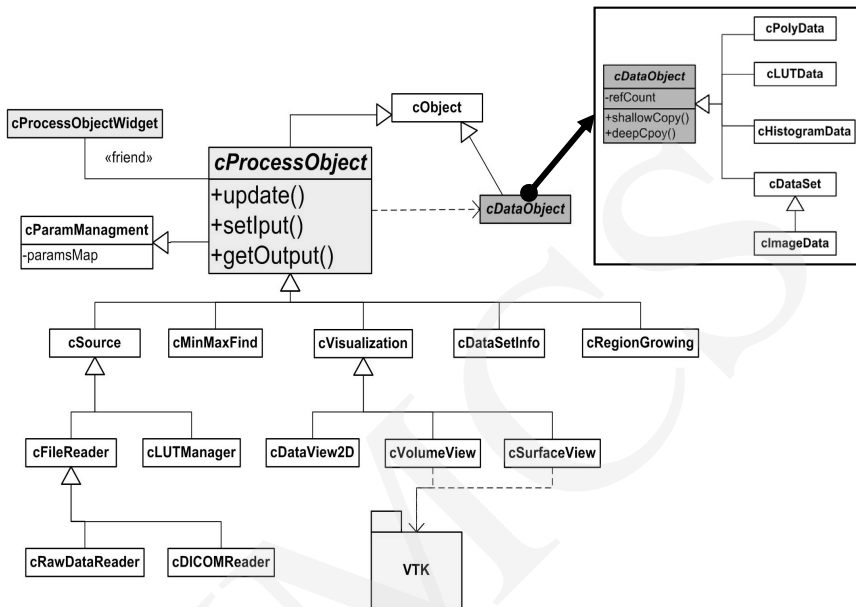 cPolyData
cDataObject
-refCount
+shallowCopy()
+deepCpoy()
cLUTData
cHistogramData
cDataSet
cImageData
cObject
cProcessObjectWidget
«friend»
cProcessObject
+update()
+setIput()
+getOutput()
cDataObject
cParamManagment
-paramsMap
cSource
cMinMaxFind
cVisualization
cDataSetInfo
cRegionGrowing
cFileReader
cLUTManager
cDataView2D
cVolumeView
cSurfaceView
cRawDataReader
cDICOMReader
VTK
MCS